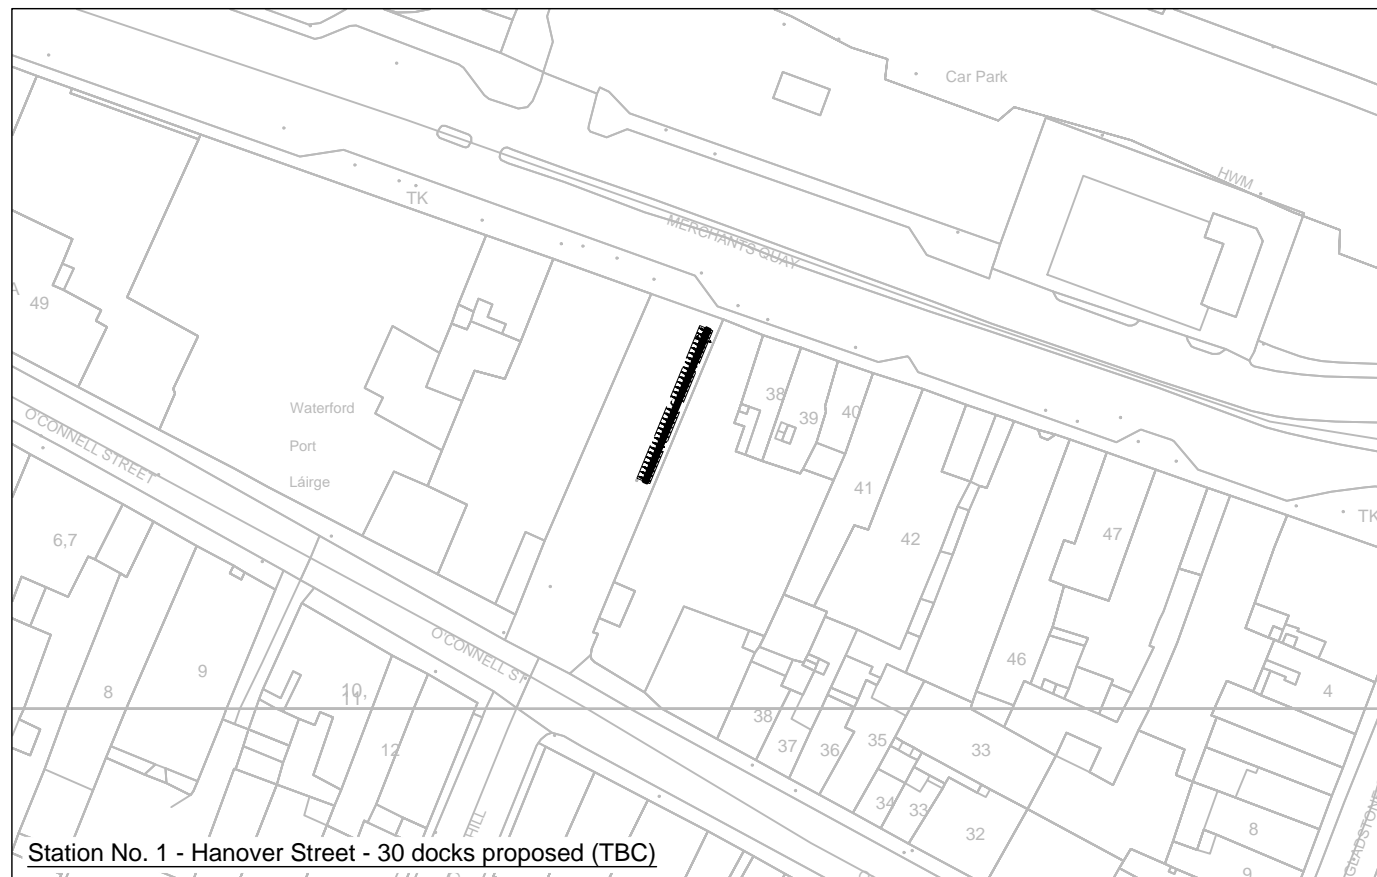 Car Park
HWM
TK
MERCHANTS QUAY
49
Waterford
Port
Láirge
38
39
40
O'CONNELL STREET
41
42
47
TK
6,7
O'CONNELL ST
46
8
9
10,
11
12
38
37
36
35
33
4
34
33
32
8
9
HILL
GLADSTONE
Station No. 1 - Hanover Street - 30 docks proposed (TBC)